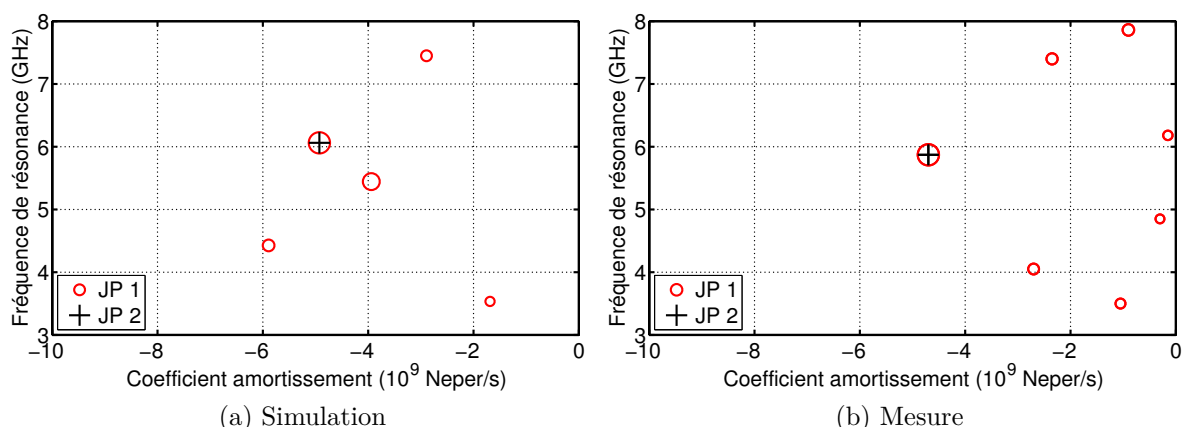 8
7
6
5
4
3
−10
−8
−6
−4
−2
0
Fréquence de résonance (GHz)
Coefficient amortissement (10^9 Neper/s)
JP 1
JP 2
(a) Simulation
8
7
6
5
4
3
−10
−8
−6
−4
−2
0
Fréquence de résonance (GHz)
Coefficient amortissement (10^9 Neper/s)
JP 1
JP 2
(b) Mesure